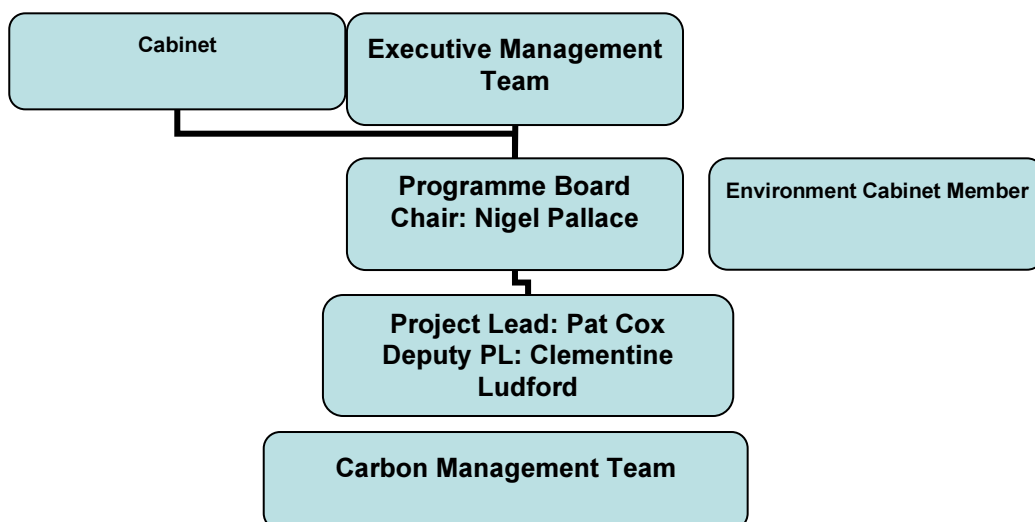 Cabinet
Executive Management
Team
Programme Board
Chair: Nigel Pallace
Environment Cabinet Member
Project Lead: Pat Cox
Deputy PL: Clementine
Ludford
Carbon Management Team